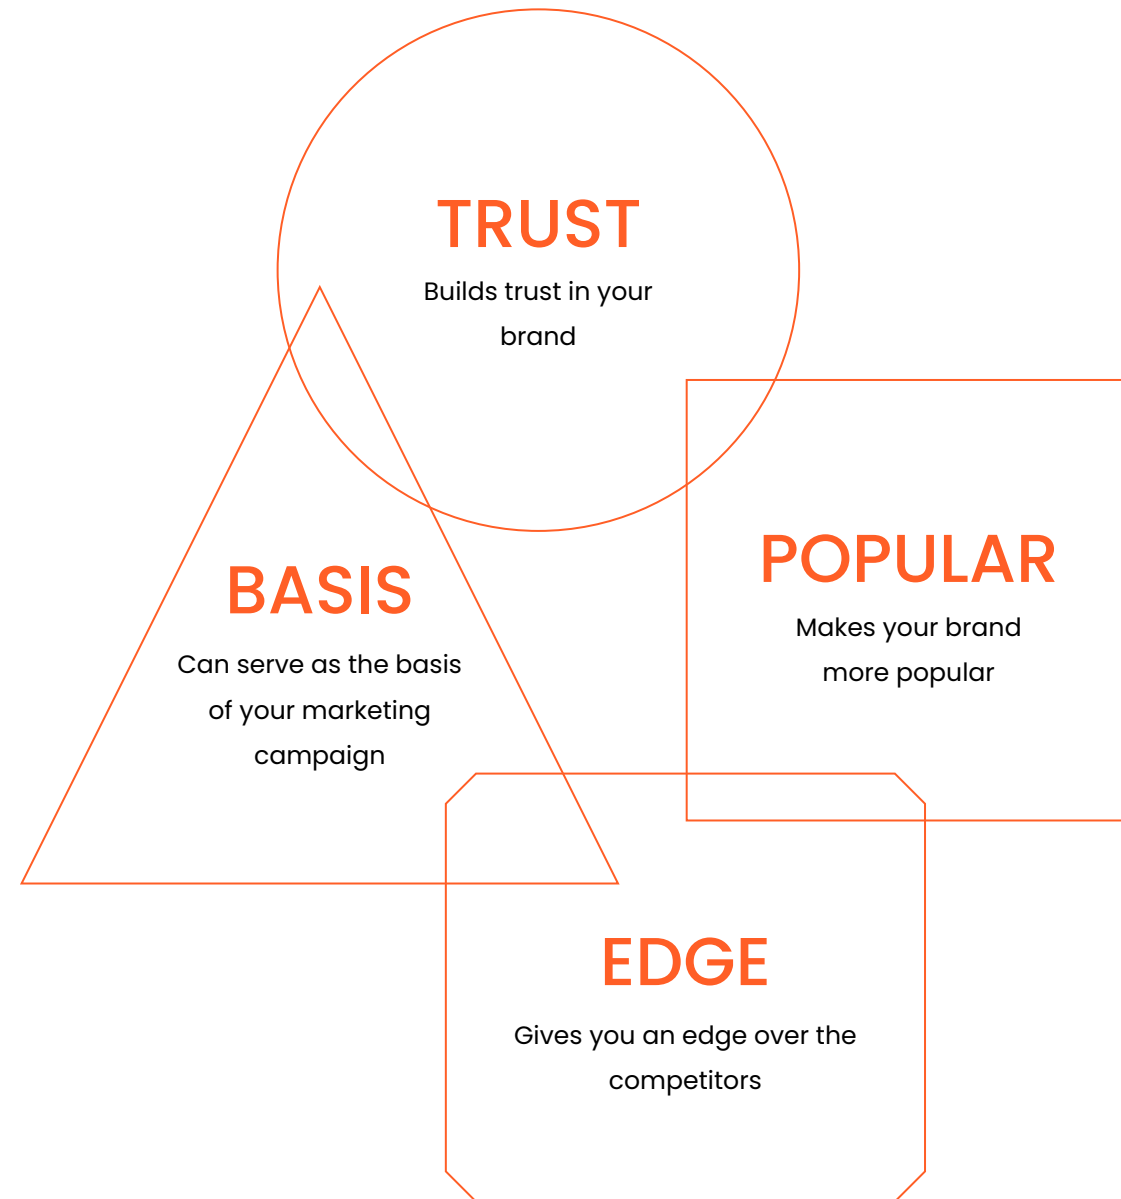 TRUST
Builds trust in your
brand
POPULAR
Makes your brand
more popular
BASIS
Can serve as the basis
of your marketing
campaign
EDGE
Gives you an edge over the
competitors